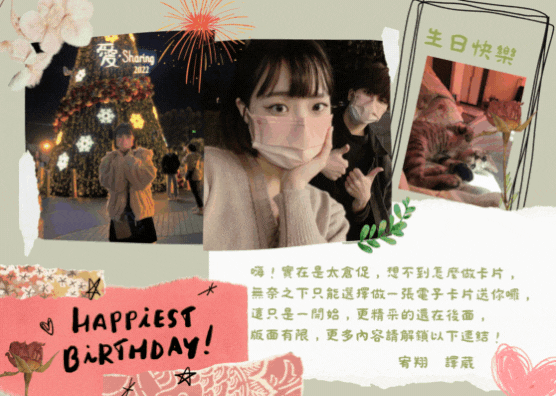 愛
Sharing
2022
生日快樂
嗨！實在是太倉促，想不到怎麼做卡片，
無奈之下只能選擇做一張電子卡片送你囉，
這只是一開始，更精采的還在後面，
版面有限，更多內容請解鎖以下連結！
宥翔 譯葳
HAPPiEST
BiRTHDAY!